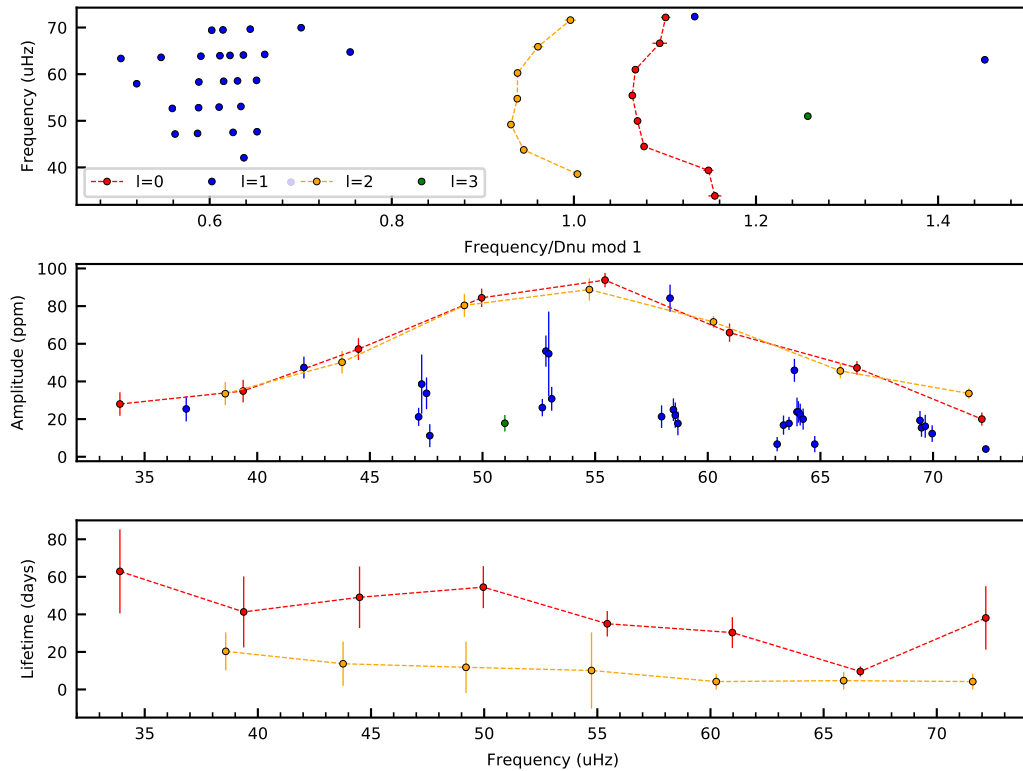 Frequency (uHz)
70
60
50
40
l=0 l=1 l=2 l=3
0.6 0.8 1.0 1.2 1.4
Frequency/Dnu mod 1
Amplitude (ppm)
100
80
60
40
20
0
35 40 45 50 55 60 65 70
Lifetime (days)
80
60
40
20
0
35 40 45 50 55 60 65 70
Frequency (uHz)